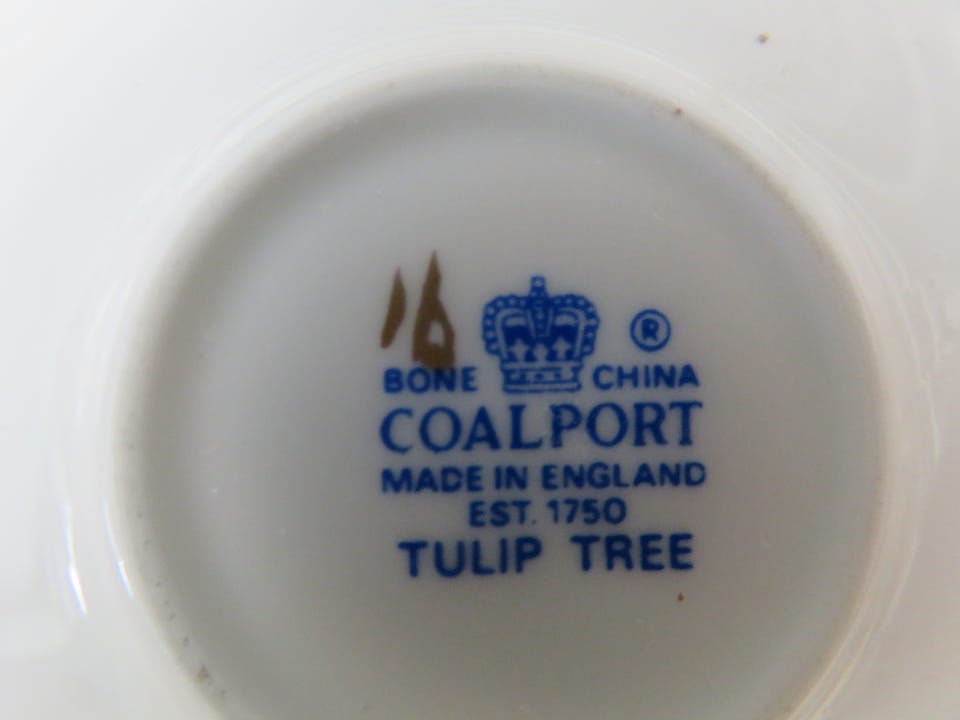 16
®
BONE CHINA
COALPORT
MADE IN ENGLAND
EST. 1750
TULIP TREE